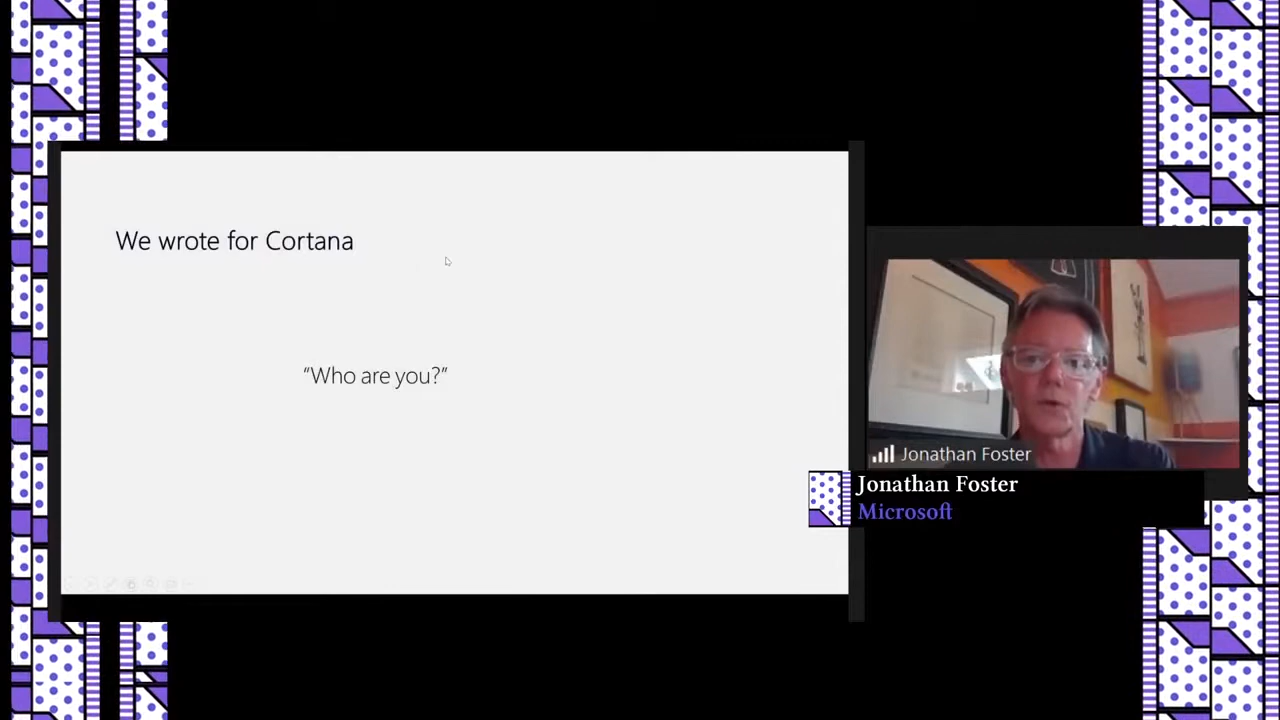 We wrote for Cortana
“Who are you?”
Jonathan Foster
Jonathan Foster
Microsoft